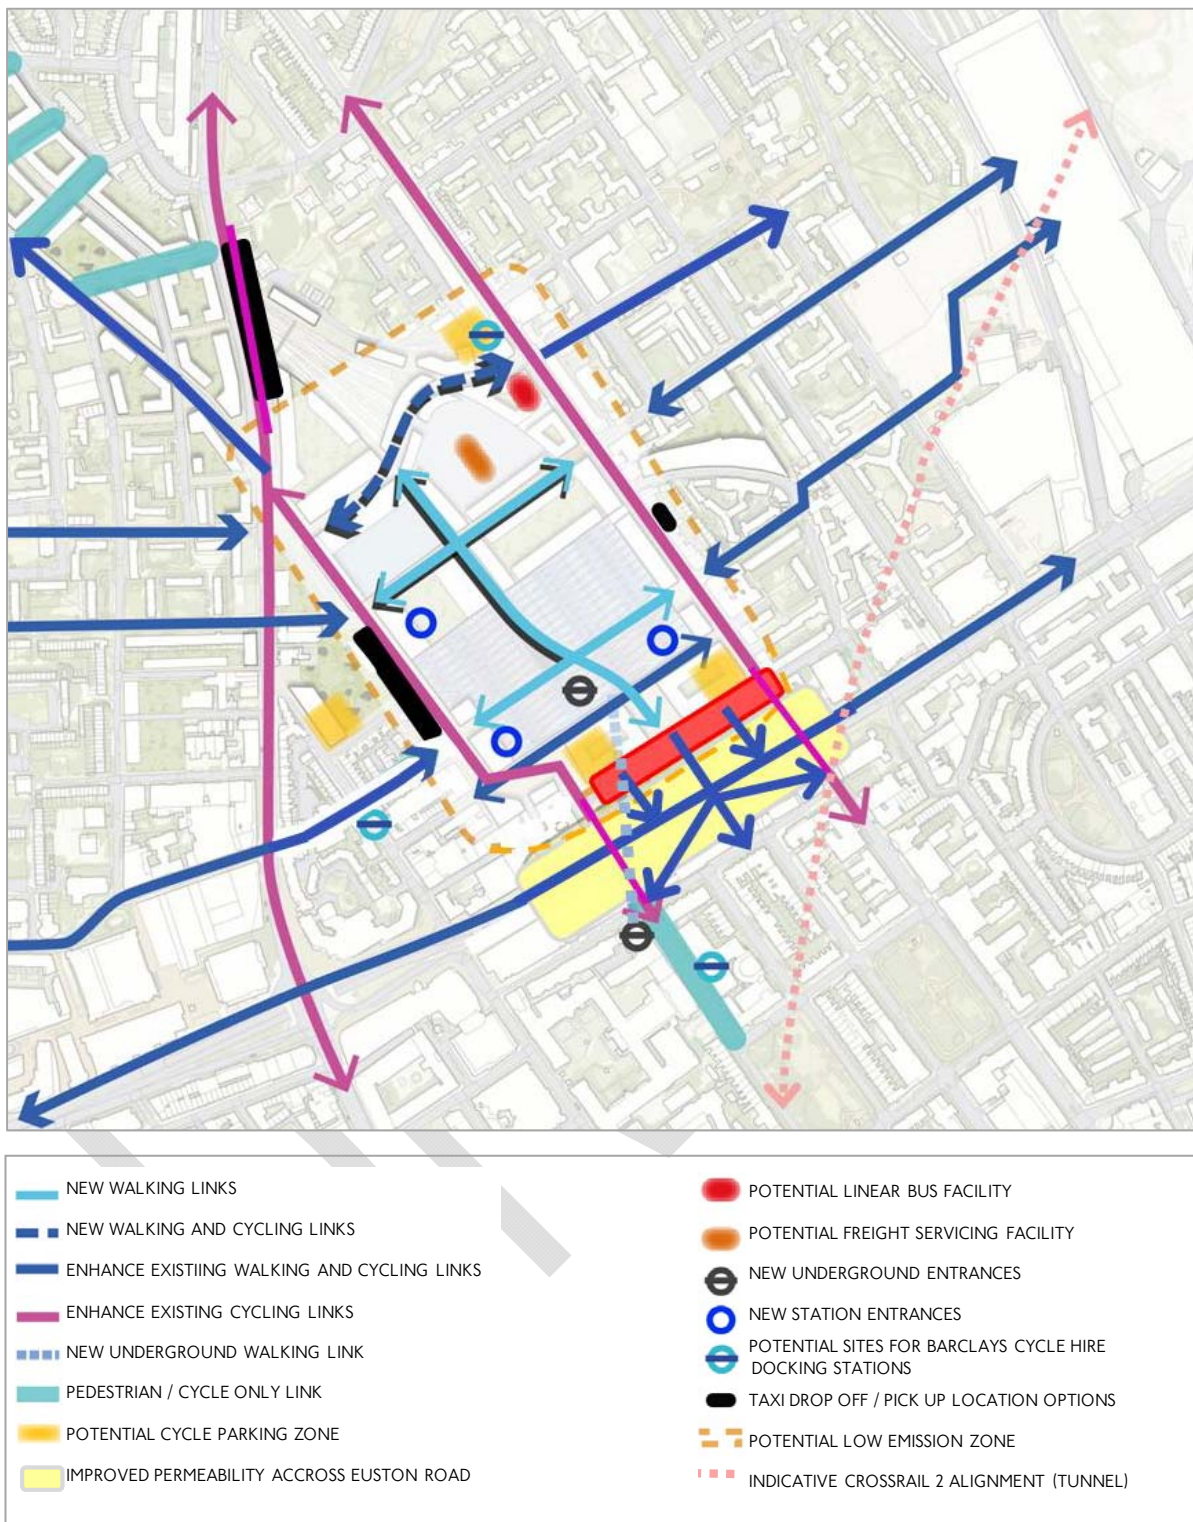 NEW WALKING LINKS
NEW WALKING AND CYCLING LINKS
ENHANCE EXISTIING WALKING AND CYCLING LINKS
ENHANCE EXISTING CYCLING LINKS
NEW UNDERGROUND WALKING LINK
PEDESTRIAN / CYCLE ONLY LINK
POTENTIAL CYCLE PARKING ZONE
IMPROVED PERMEABILITY ACCROSS EUSTON ROAD
POTENTIAL LINEAR BUS FACILITY
POTENTIAL FREIGHT SERVICING FACILITY
NEW UNDERGROUND ENTRANCES
NEW STATION ENTRANCES
POTENTIAL SITES FOR BARCLAYS CYCLE HIRE
DOCKING STATIONS
TAXI DROP OFF / PICK UP LOCATION OPTIONS
POTENTIAL LOW EMISSION ZONE
INDICATIVE CROSSRAIL 2 ALIGNMENT (TUNNEL)